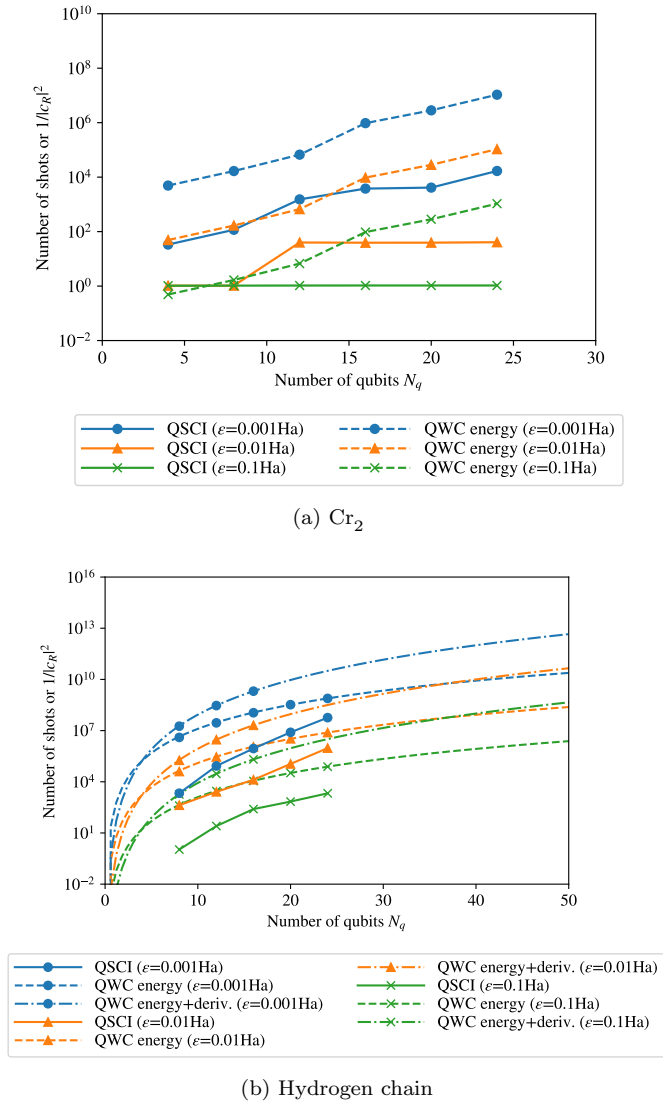 10^10
10^8
10^6
10^4
10^2
10^0
10^−2
Number of shots or 1/|c_R|^2
0 5 10 15 20 25 30
Number of qubits N_q
QSCI (ε=0.001Ha) QWC energy (ε=0.001Ha)
QSCI (ε=0.01Ha) QWC energy (ε=0.01Ha)
QSCI (ε=0.1Ha) QWC energy (ε=0.1Ha)
(a) Cr_2
10^16
10^13
10^10
10^7
10^4
10^1
10^−2
Number of shots or 1/|c_R|^2
0 10 20 30 40 50
Number of qubits N_q
QSCI (ε=0.001Ha)
QWC energy (ε=0.001Ha)
QWC energy+deriv. (ε=0.001Ha)
QSCI (ε=0.01Ha)
QWC energy (ε=0.01Ha)
QWC energy+deriv. (ε=0.01Ha)
QSCI (ε=0.1Ha)
QWC energy (ε=0.1Ha)
QWC energy+deriv. (ε=0.1Ha)
(b) Hydrogen chain